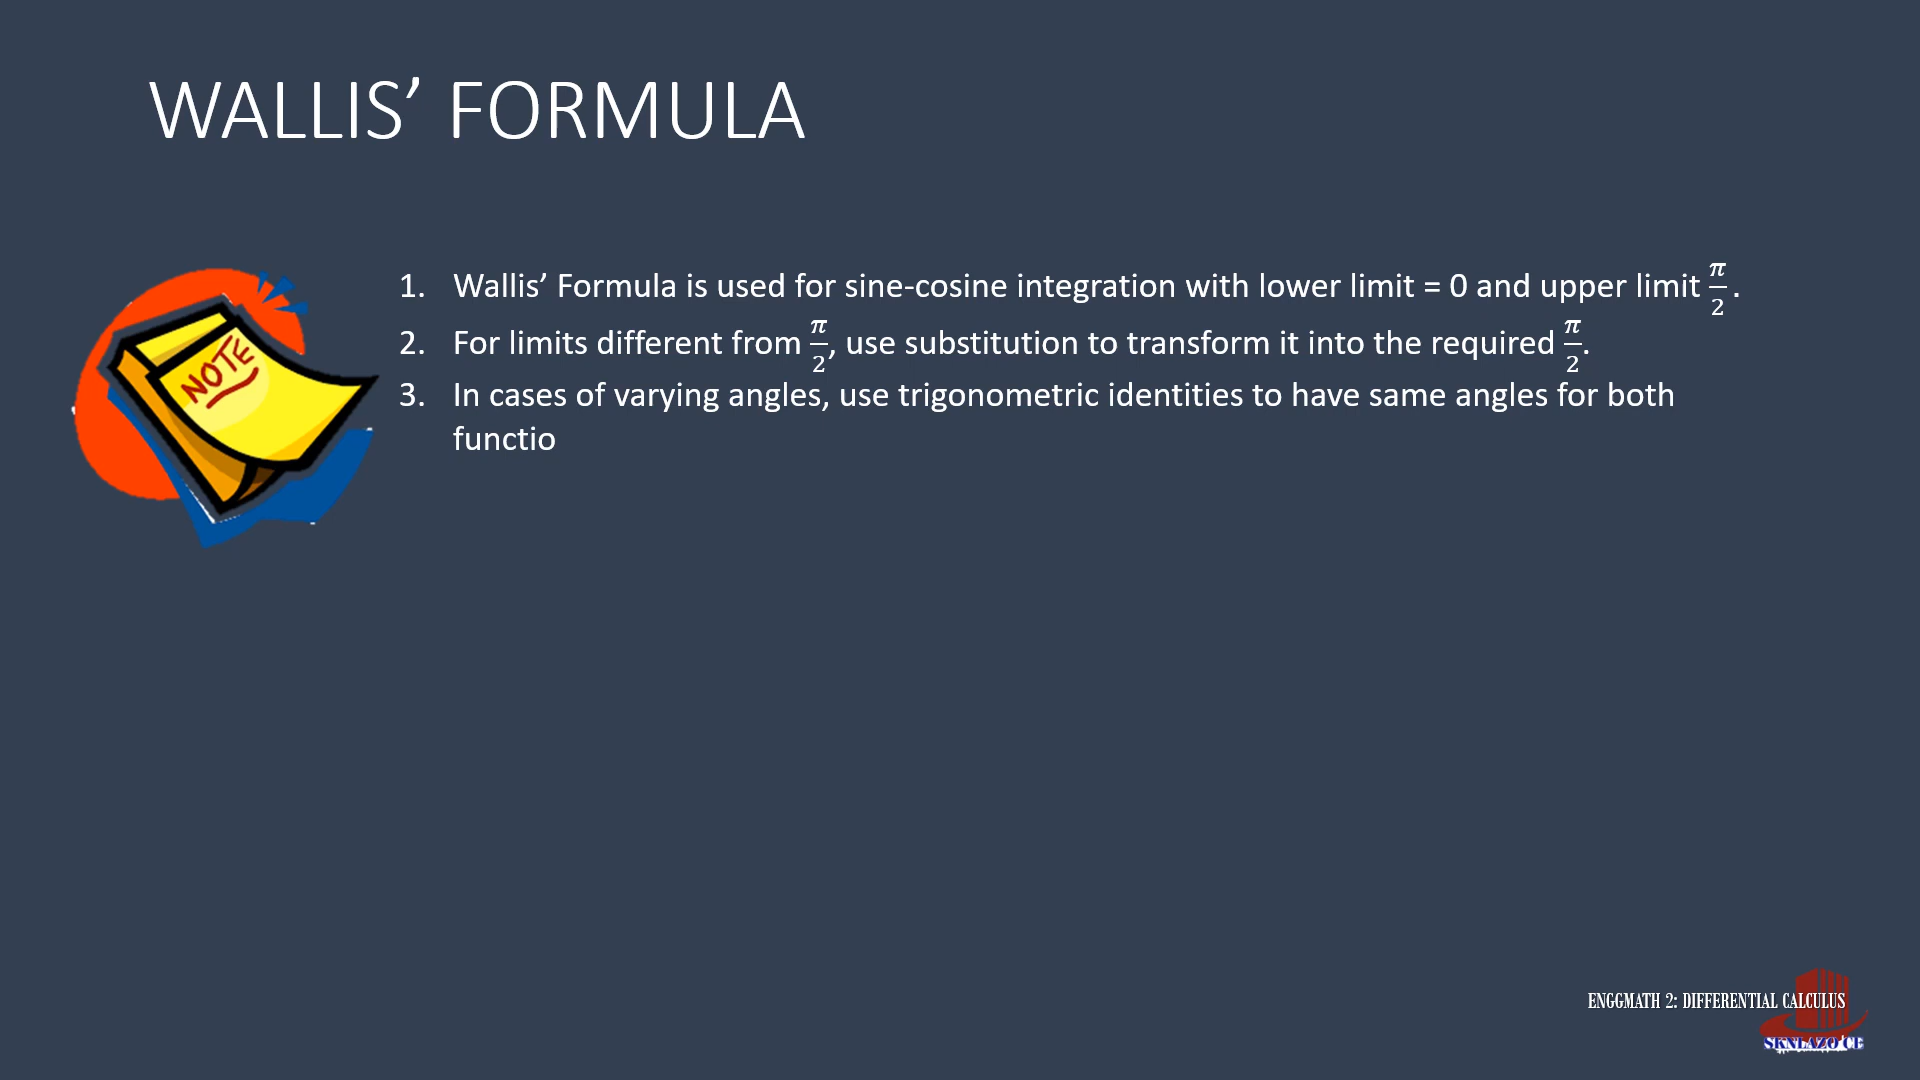 WALLIS’ FORMULA
1. Wallis’ Formula is used for sine-cosine integration with lower limit = 0 and upper limit π/2 .
2. For limits different from π/2, use substitution to transform it into the required π/2.
3. In cases of varying angles, use trigonometric identities to have same angles for both
functio
NOTE
ENGGMATH 2: DIFFERENTIAL CALCULUS
SKNLAZO CE